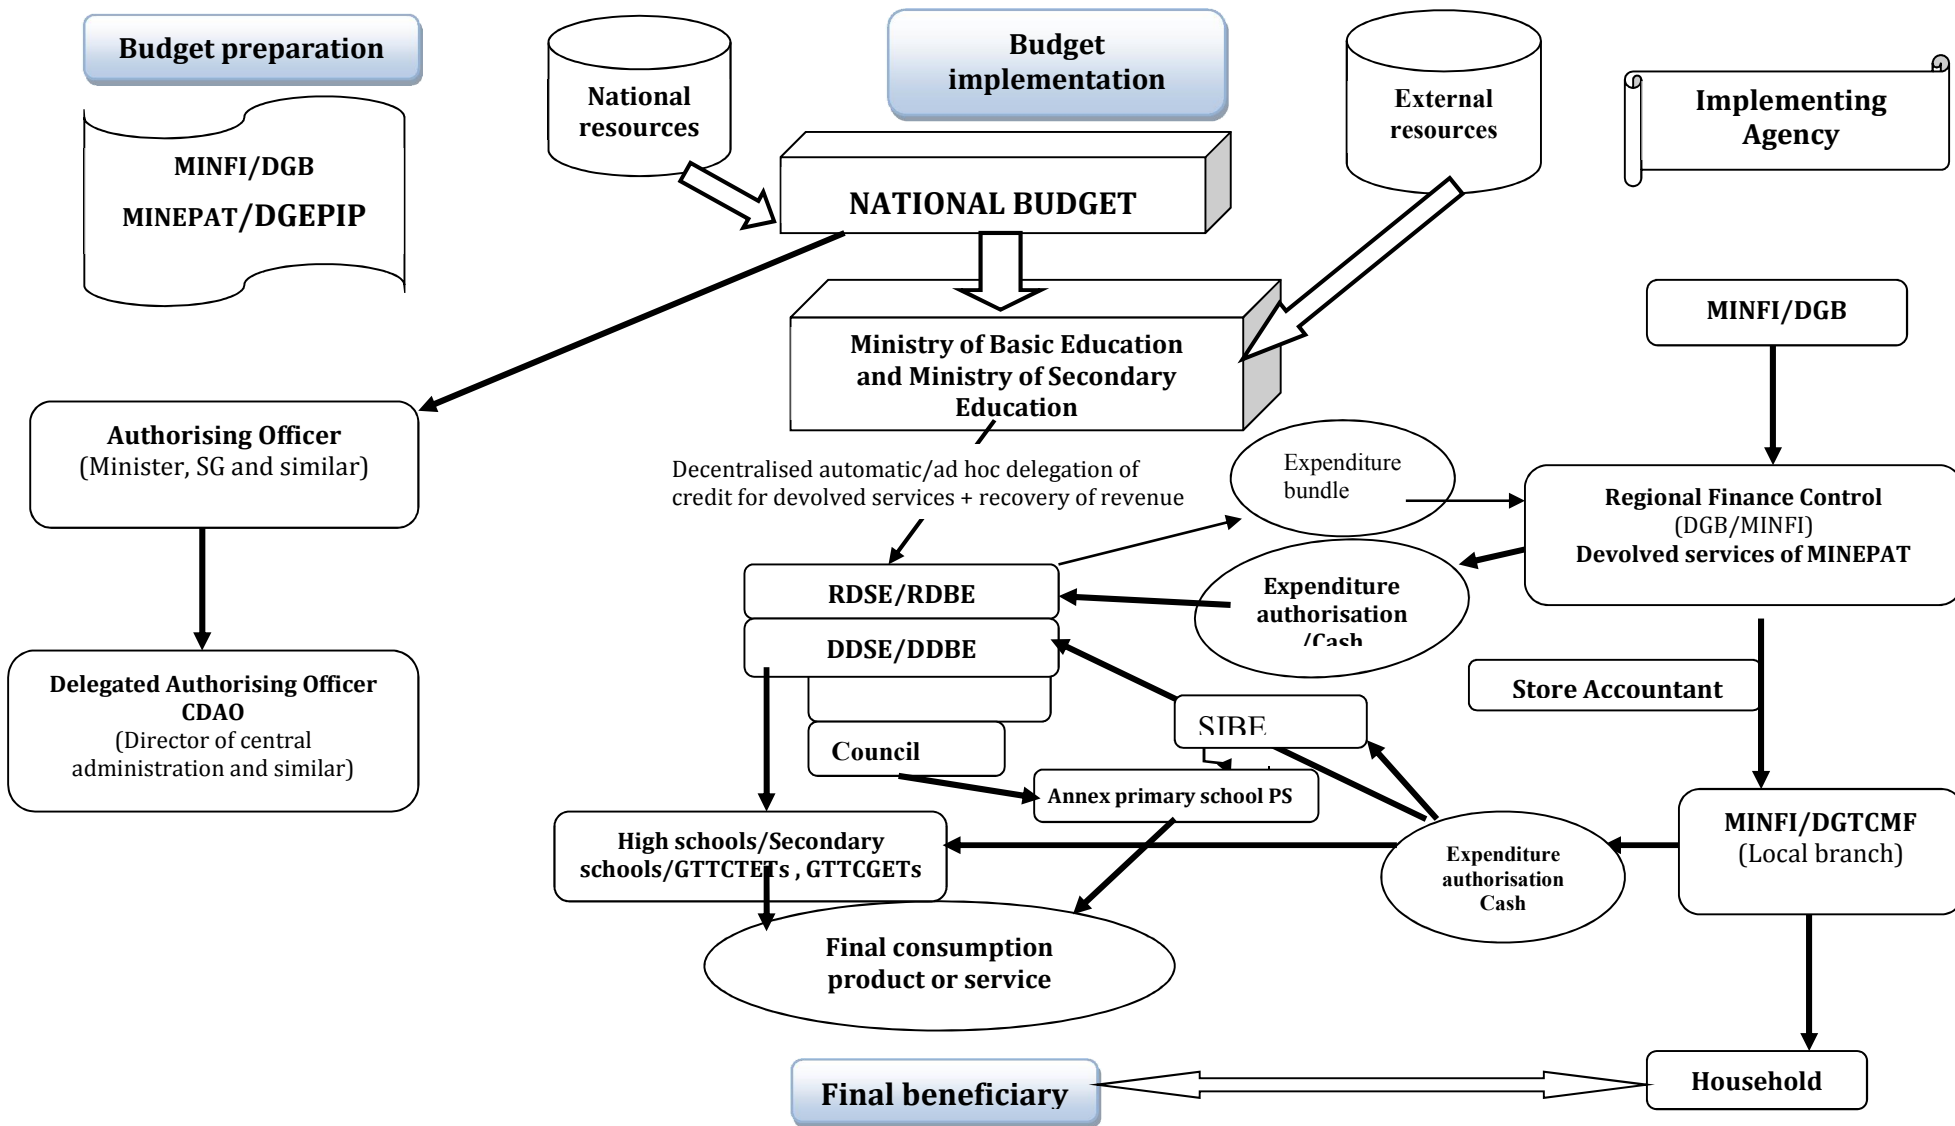 Budget preparation
National
resources
Budget
implementation
External
resources
Implementing
Agency
MINFI/DGB
MINEPAT/DGEPIP
NATIONAL BUDGET
MINFI/DGB
Ministry of Basic Education
and Ministry of Secondary
Education
Authorising Officer
(Minister, SG and similar)
Decentralised automatic/ad hoc delegation of
credit for devolved services + recovery of revenue
Expenditure
bundle
Regional Finance Control
(DGB/MINFI)
Devolved services of MINEPAT
RDSE/RDBE
Expenditure
authorisation
/Cash
DDSE/DDBE
Delegated Authorising Officer
CDAO
(Director of central
administration and similar)
Store Accountant
SIBE
Council
Annex primary school PS
High schools/Secondary
schools/GTTCTETs , GTTCGETs
Expenditure
authorisation
Cash
MINFI/DGTCMF
(Local branch)
Final consumption
product or service
Final beneficiary
Household